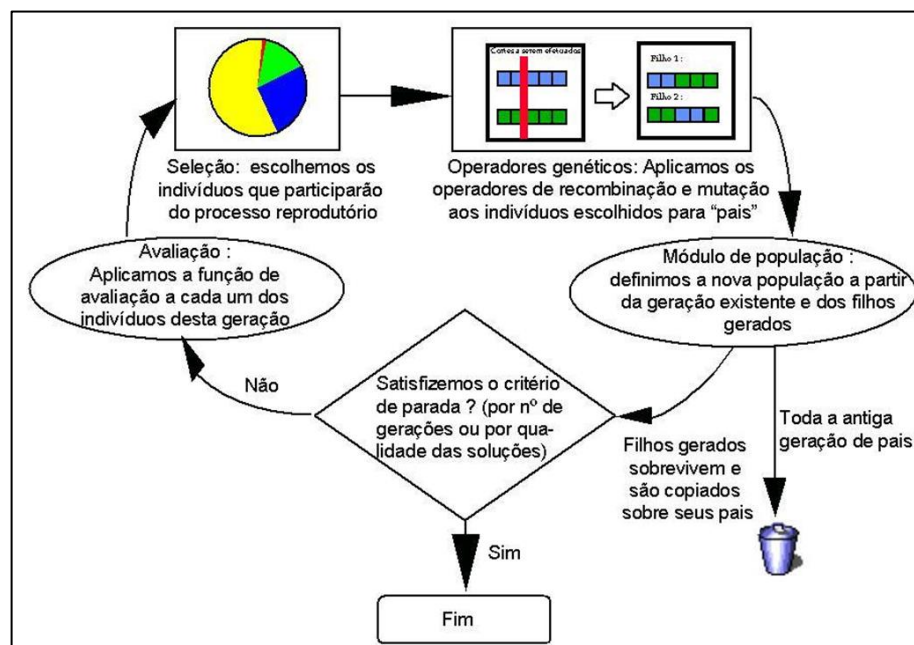 Cortes a serem efetuados
Filho 1 :
Filho 2 :
Seleção: escolhemos os
indivíduos que participarão
do processo reprodutório
Operadores genéticos: Aplicamos os
operadores de recombinação e mutação
aos indivíduos escolhidos para “pais”
Avaliação :
Aplicamos a função de
avaliação a cada um dos
indivíduos desta geração
Módulo de população :
definimos a nova população a partir
da geração existente e dos filhos
gerados
Não
Satisfizemos o critério
de parada ? (por nº de
gerações ou por qua-
lidade das soluções)
Toda a antiga
geração de pais
Filhos gerados
sobrevivem e
são copiados
sobre seus pais
Sim
Fim